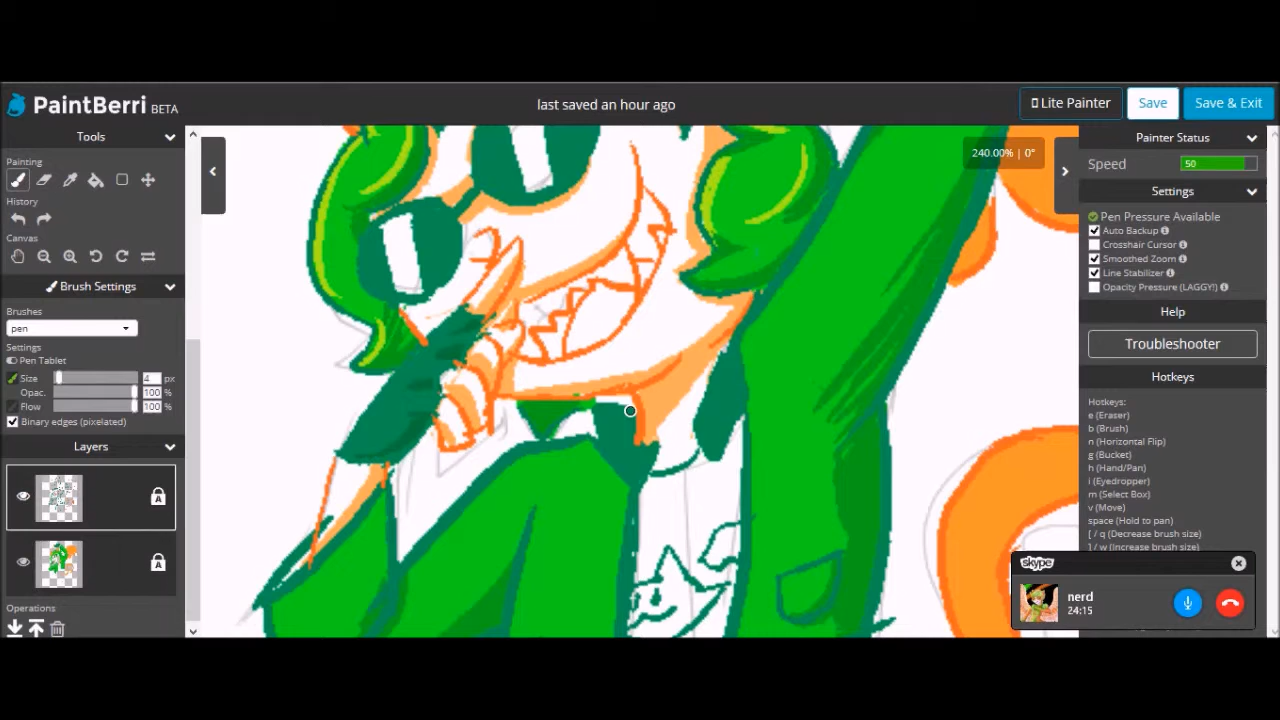 PaintBerri BETA
last saved an hour ago
Lite Painter
Save
Save & Exit
Tools
Painting
History
Canvas
Brush Settings
Brushes
pen
Settings
Pen Tablet
Size 4 px
Opac. 100 %
Flow 100 %
Binary edges (pixelated)
Layers
A
A
Operations
240.00% | 0°
Painter Status
Speed 50
Settings
Pen Pressure Available
Auto Backup
Crosshair Cursor
Smoothed Zoom
Line Stabilizer
Opacity Pressure (LAGGY!)
Help
Troubleshooter
Hotkeys
Hotkeys:
e (Eraser)
b (Brush)
n (Horizontal Flip)
g (Bucket)
h (Hand/Pan)
i (Eyedropper)
m (Select Box)
v (Move)
space (Hold to pan)
[ / q (Decrease brush size)
] / w (Increase brush size)
skype
nerd
24:15